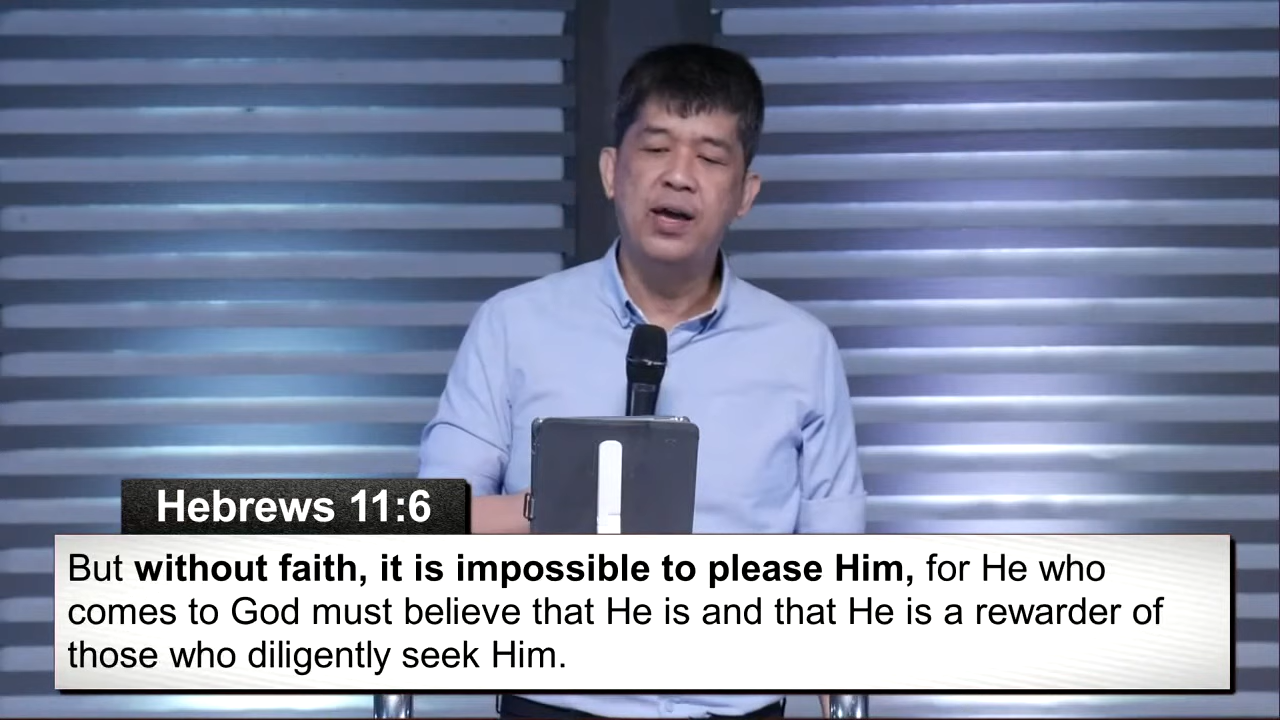 Hebrews 11:6
But without faith, it is impossible to please Him, for He who
comes to God must believe that He is and that He is a rewarder of
those who diligently seek Him.